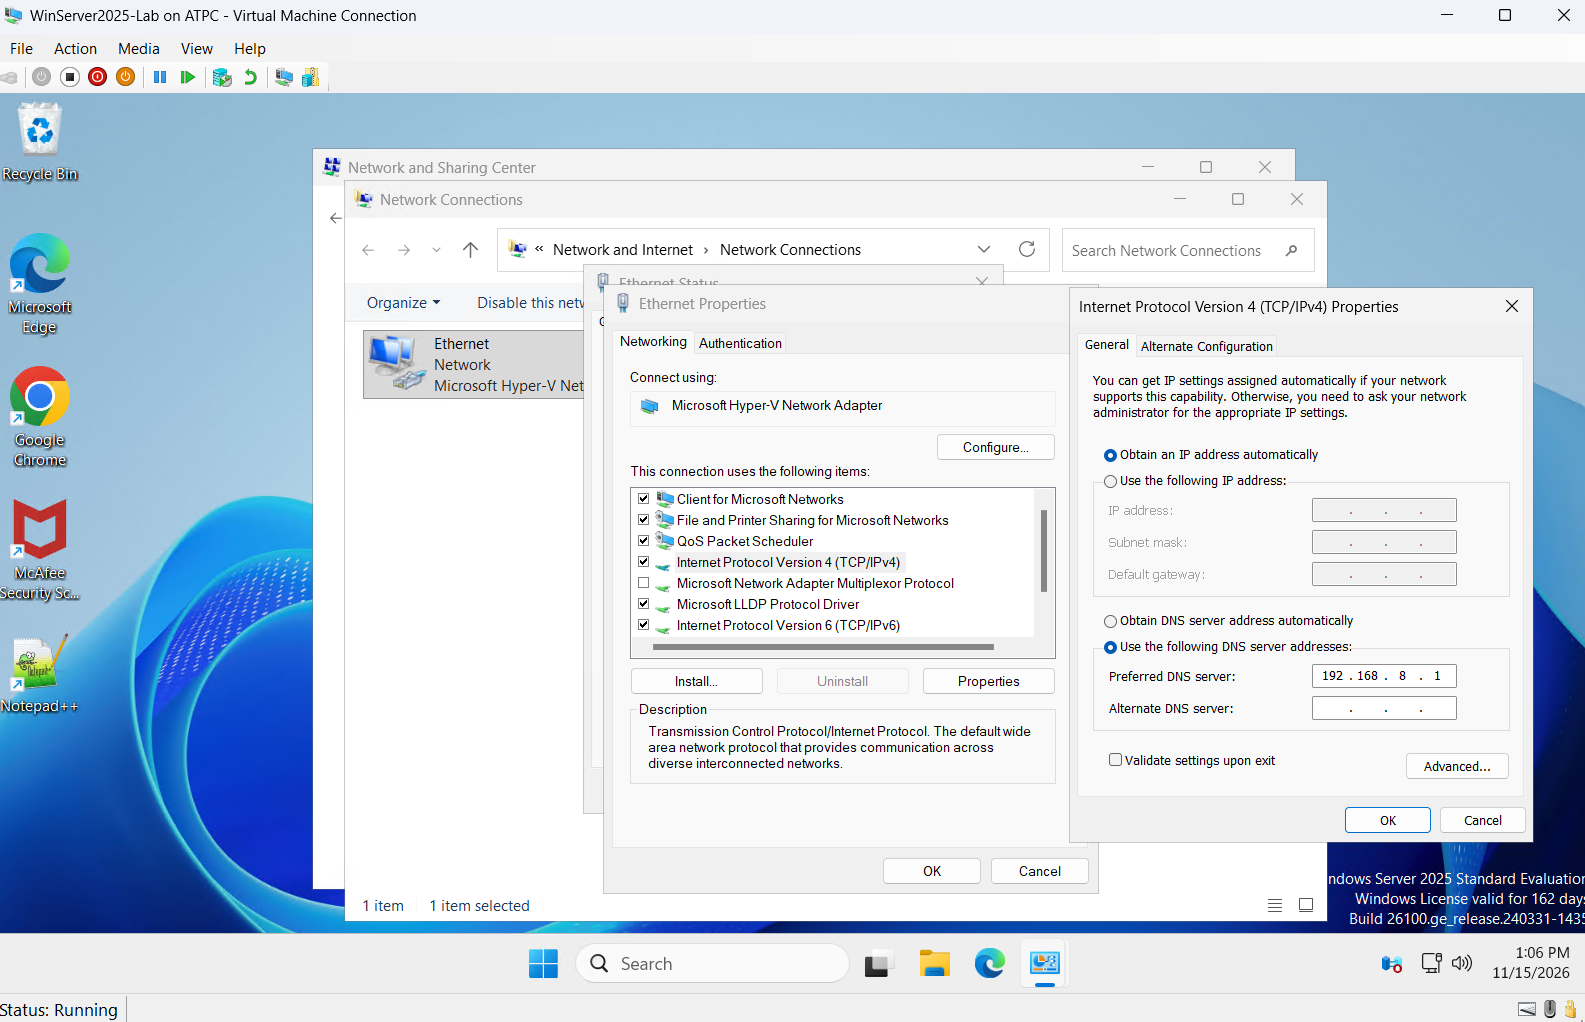 WinServer2025-Lab on ATPC - Virtual Machine Connection
File Action Media View Help
Recycle Bin
Microsoft
Edge
Google
Chrome
McAfee
Security Sc...
Notepad++
Network and Sharing Center
Network Connections
« Network and Internet › Network Connections
Search Network Connections
Organize
Disable this netw
Ethernet
Network
Microsoft Hyper-V Net
1 item 1 item selected
Ethernet Status
G
Ethernet Properties
Networking Authentication
Connect using:
Microsoft Hyper-V Network Adapter
Configure...
This connection uses the following items:
Client for Microsoft Networks
File and Printer Sharing for Microsoft Networks
QoS Packet Scheduler
Internet Protocol Version 4 (TCP/IPv4)
Microsoft Network Adapter Multiplexor Protocol
Microsoft LLDP Protocol Driver
Internet Protocol Version 6 (TCP/IPv6)
Install... Uninstall Properties
Description
Transmission Control Protocol/Internet Protocol. The default wide
area network protocol that provides communication across
diverse interconnected networks.
OK Cancel
Internet Protocol Version 4 (TCP/IPv4) Properties
General Alternate Configuration
You can get IP settings assigned automatically if your network
supports this capability. Otherwise, you need to ask your network
administrator for the appropriate IP settings.
Obtain an IP address automatically
Use the following IP address:
IP address: . . .
Subnet mask: . . .
Default gateway: . . .
Obtain DNS server address automatically
Use the following DNS server addresses:
Preferred DNS server: 192 . 168 . 8 . 1
Alternate DNS server: . . .
Validate settings upon exit
Advanced...
OK Cancel
ndows Server 2025 Standard Evaluation
Windows License valid for 162 days
Build 26100.ge_release.240331-1435
Search
1:06 PM
11/15/2026
Status: Running